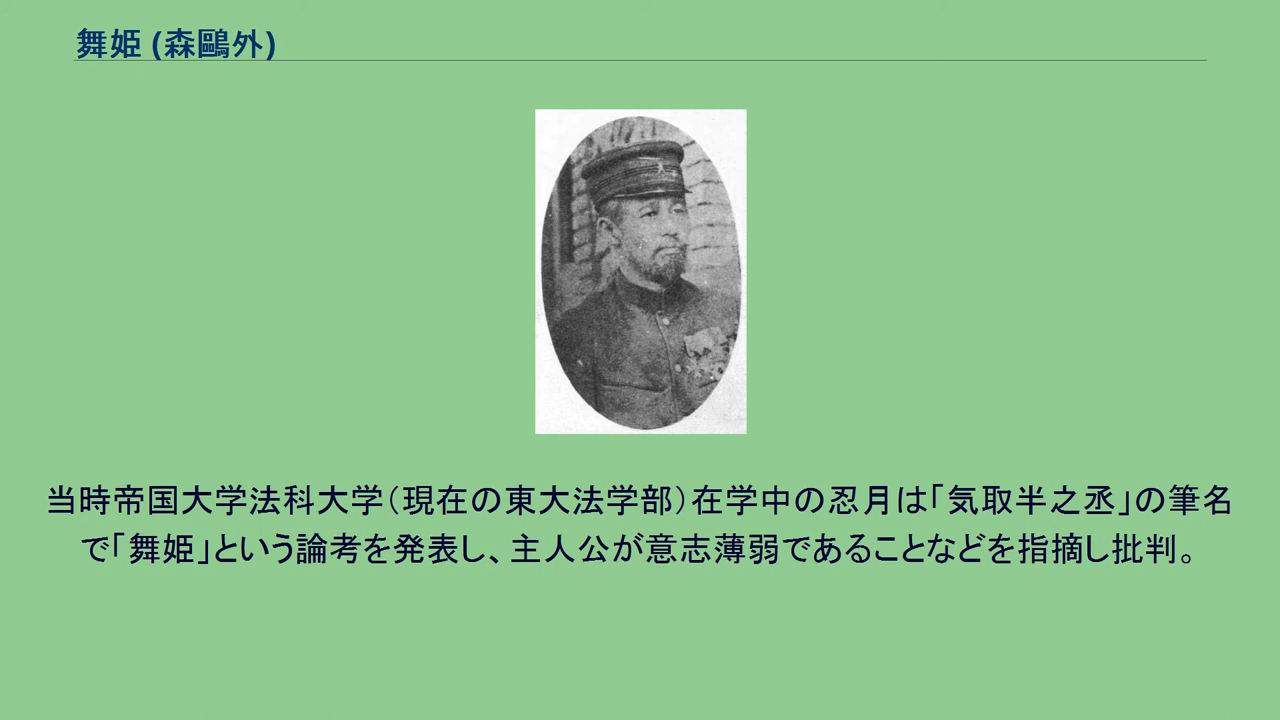 舞姫 (森鷗外)
当時帝国大学法科大学（現在の東大法学部）在学中の忍月は「気取半之丞」の筆名
で「舞姫」という論考を発表し、主人公が意志薄弱であることなどを指摘し批判。